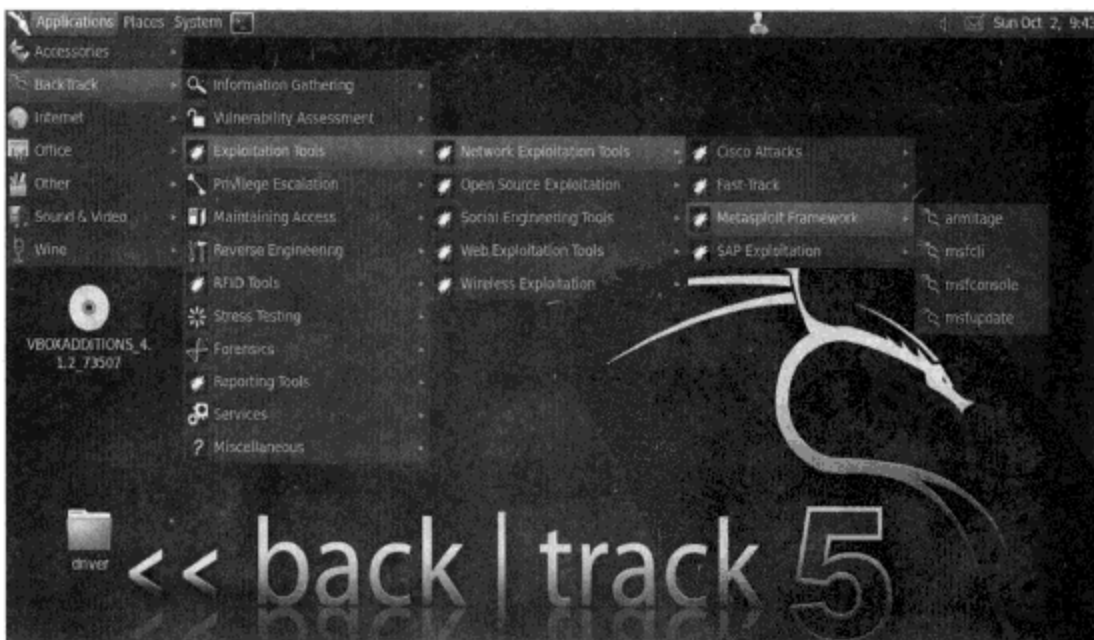 Applications Places System Sun Oct 2, 9:43
Accessories
BackTrack
Internet
Office
Other
Sound & Video
Wine
Information Gathering
Vulnerability Assessment
Exploitation Tools
Privilege Escalation
Maintaining Access
Reverse Engineering
RFID Tools
Stress Testing
Forensics
Reporting Tools
Services
Miscellaneous
Network Exploitation Tools
Open Source Exploitation
Social Engineering Tools
Web Exploitation Tools
Wireless Exploitation
Cisco Attacks
Fast-Track
Metasploit Framework
SAP Exploitation
armitage
msfcli
msfconsole
msfupdate
VBOXADDITIONS_4.
1.2_73507
driver
<< back | track 5